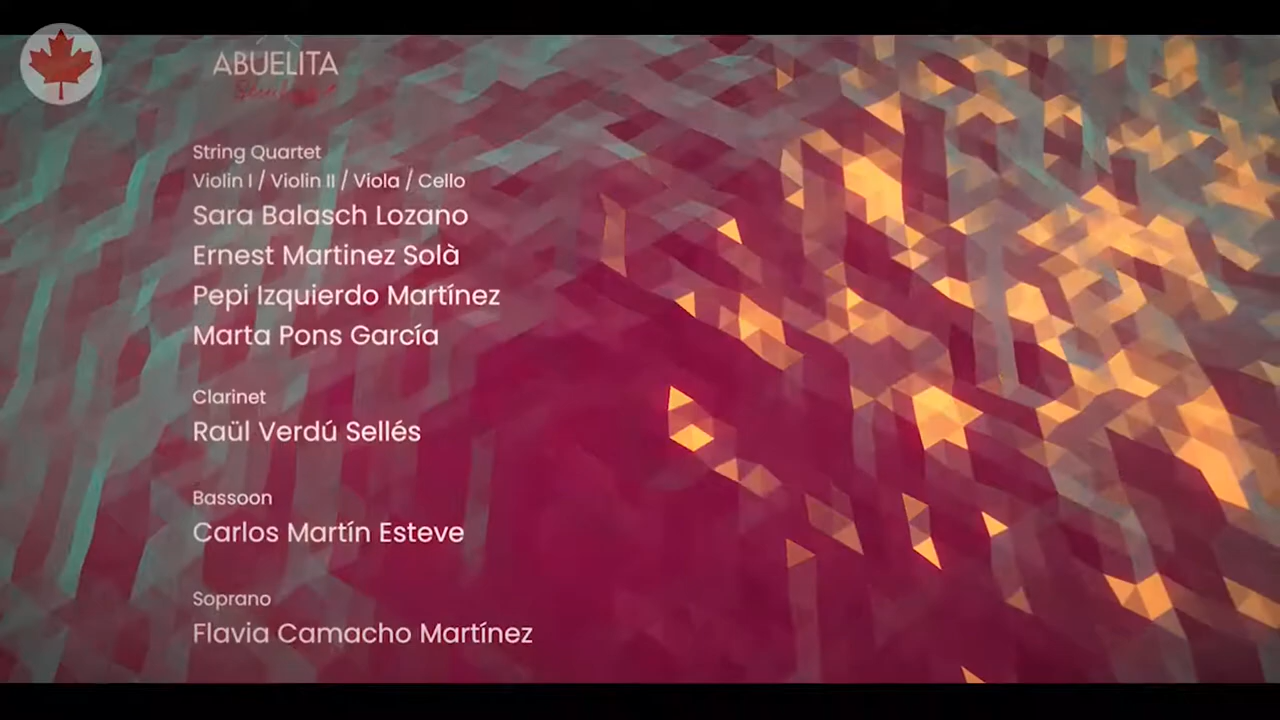 ABUELITA
String Quartet
Violin I / Violin II / Viola / Cello
Sara Balasch Lozano
Ernest Martinez Solà
Pepi Izquierdo Martínez
Marta Pons García
Clarinet
Raül Verdú Sellés
Bassoon
Carlos Martín Esteve
Soprano
Flavia Camacho Martínez